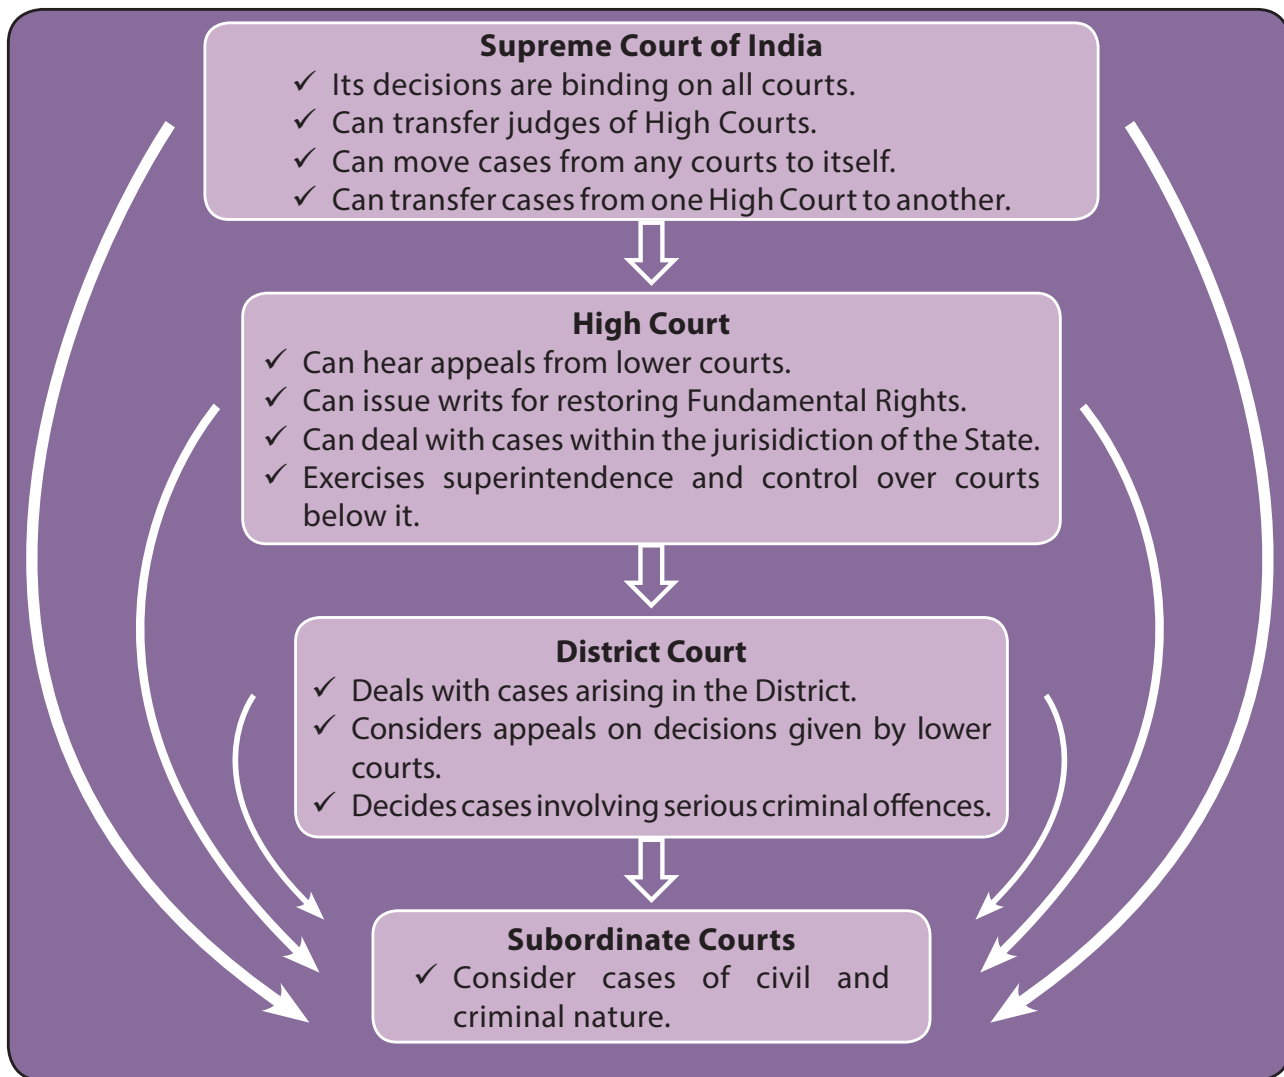 Supreme Court of India
✓ Its decisions are binding on all courts.
✓ Can transfer judges of High Courts.
✓ Can move cases from any courts to itself.
✓ Can transfer cases from one High Court to another.
High Court
✓ Can hear appeals from lower courts.
✓ Can issue writs for restoring Fundamental Rights.
✓ Can deal with cases within the jurisidiction of the State.
✓ Exercises superintendence and control over courts
below it.
District Court
✓ Deals with cases arising in the District.
✓ Considers appeals on decisions given by lower
courts.
✓ Decides cases involving serious criminal offences.
Subordinate Courts
✓ Consider cases of civil and
criminal nature.